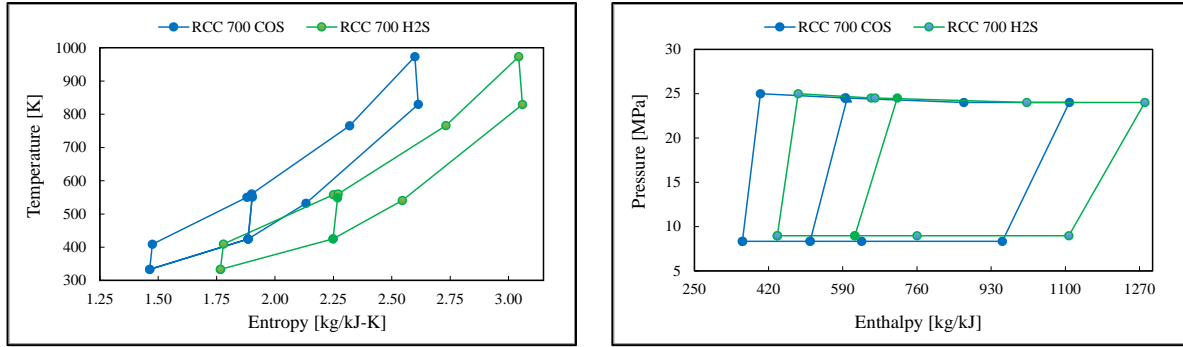 RCC 700 COS RCC 700 H2S
Temperature [K]
1000
900
800
700
600
500
400
300
1.25 1.50 1.75 2.00 2.25 2.50 2.75 3.00
Entropy [kg/kJ-K]
RCC 700 COS RCC 700 H2S
Pressure [MPa]
30
25
20
15
10
5
250 420 590 760 930 1100 1270
Enthalpy [kg/kJ]